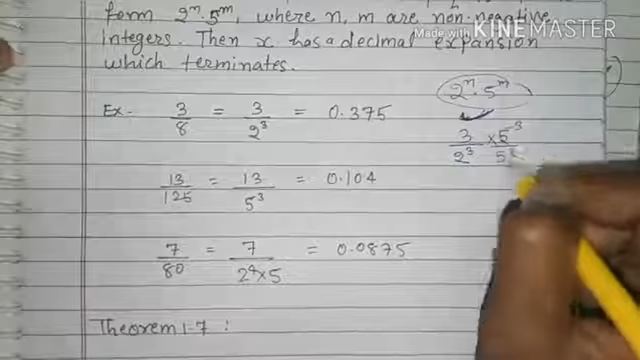 form 2ⁿ·5ᵐ, where n, m are non-negative
Made with KINEMASTER
integers. Then x has a decimal expansion
which terminates.
2ⁿ·5ᵐ
Ex- 3/8 = 3/2³ = 0.375
3/2³ × 5³/5
13/125 = 13/5³ = 0.104
7/80 = 7/2⁴×5 = 0.0875
Theorem 1.7 :